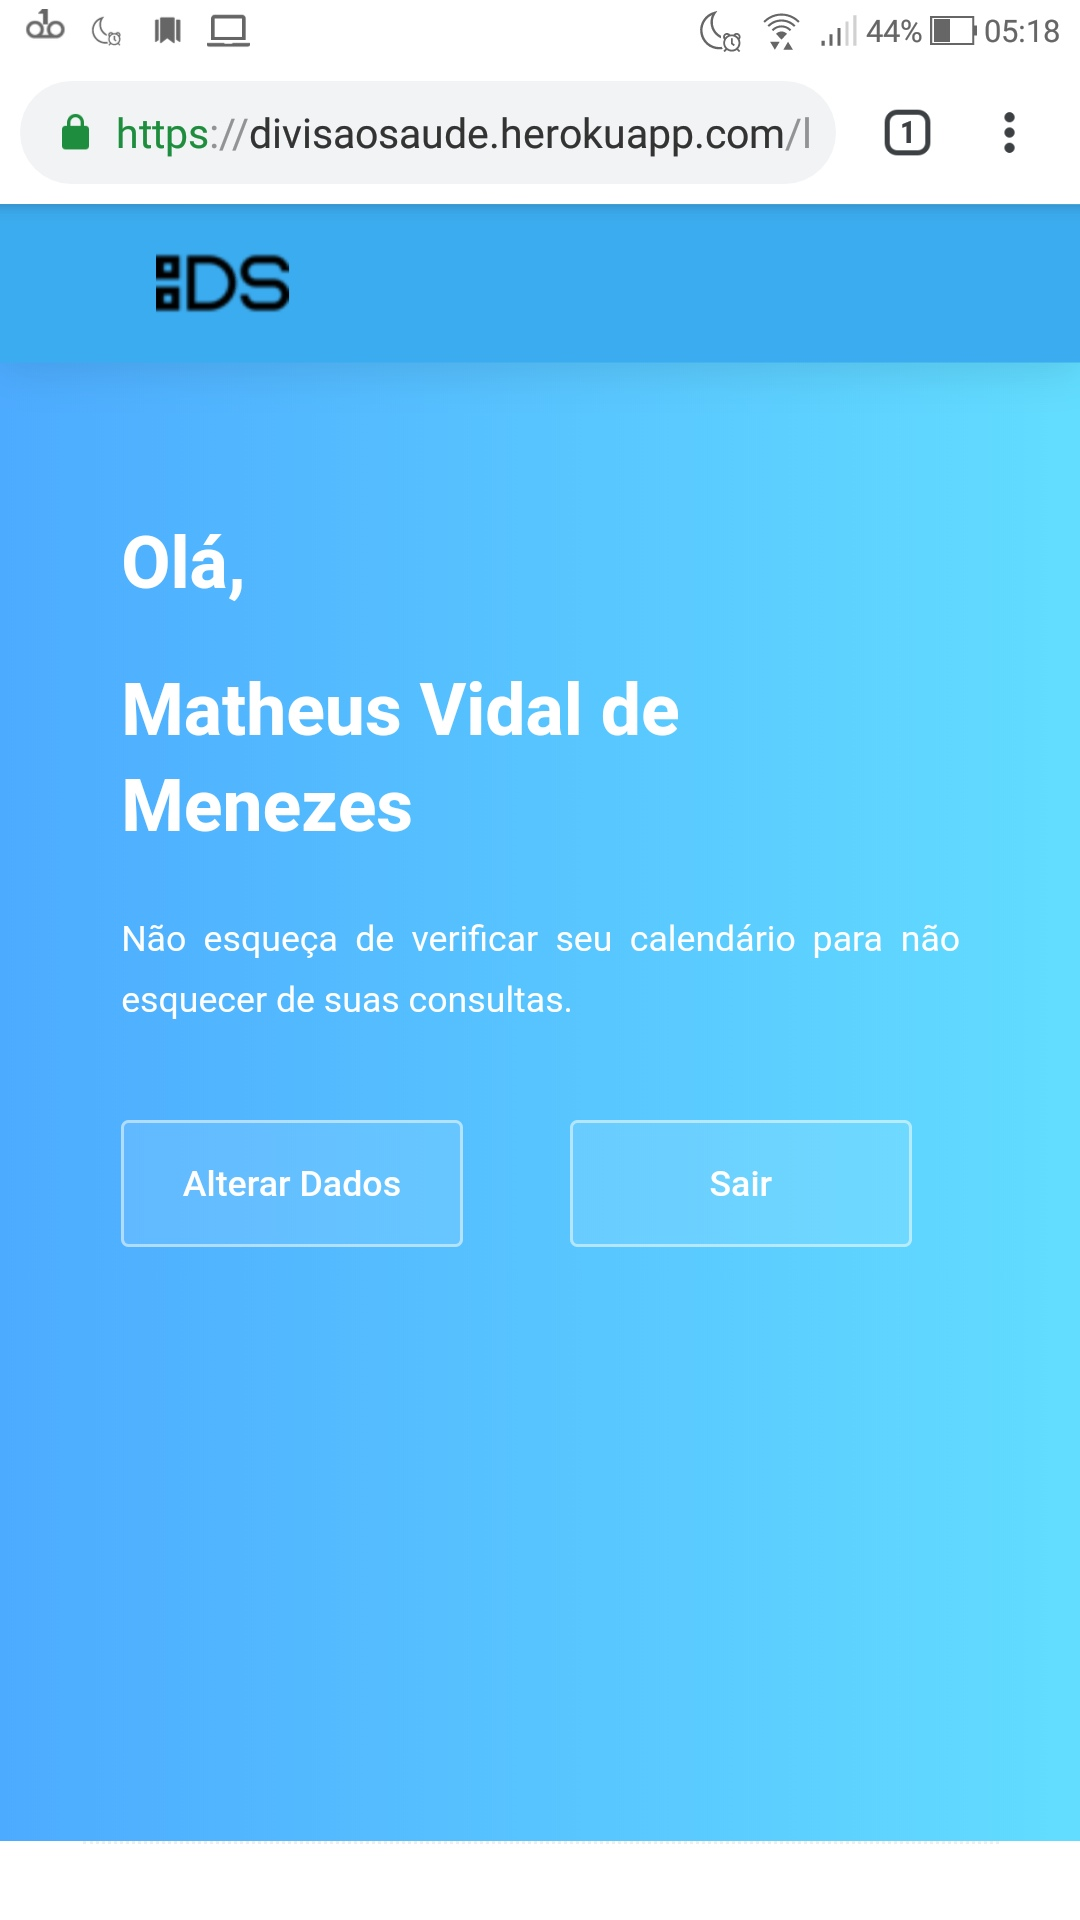 44% 05:18
https://divisaosaude.herokuapp.com/l
1
DS
Olá,
Matheus Vidal de
Menezes
Não esqueça de verificar seu calendário para não
esquecer de suas consultas.
Alterar Dados Sair